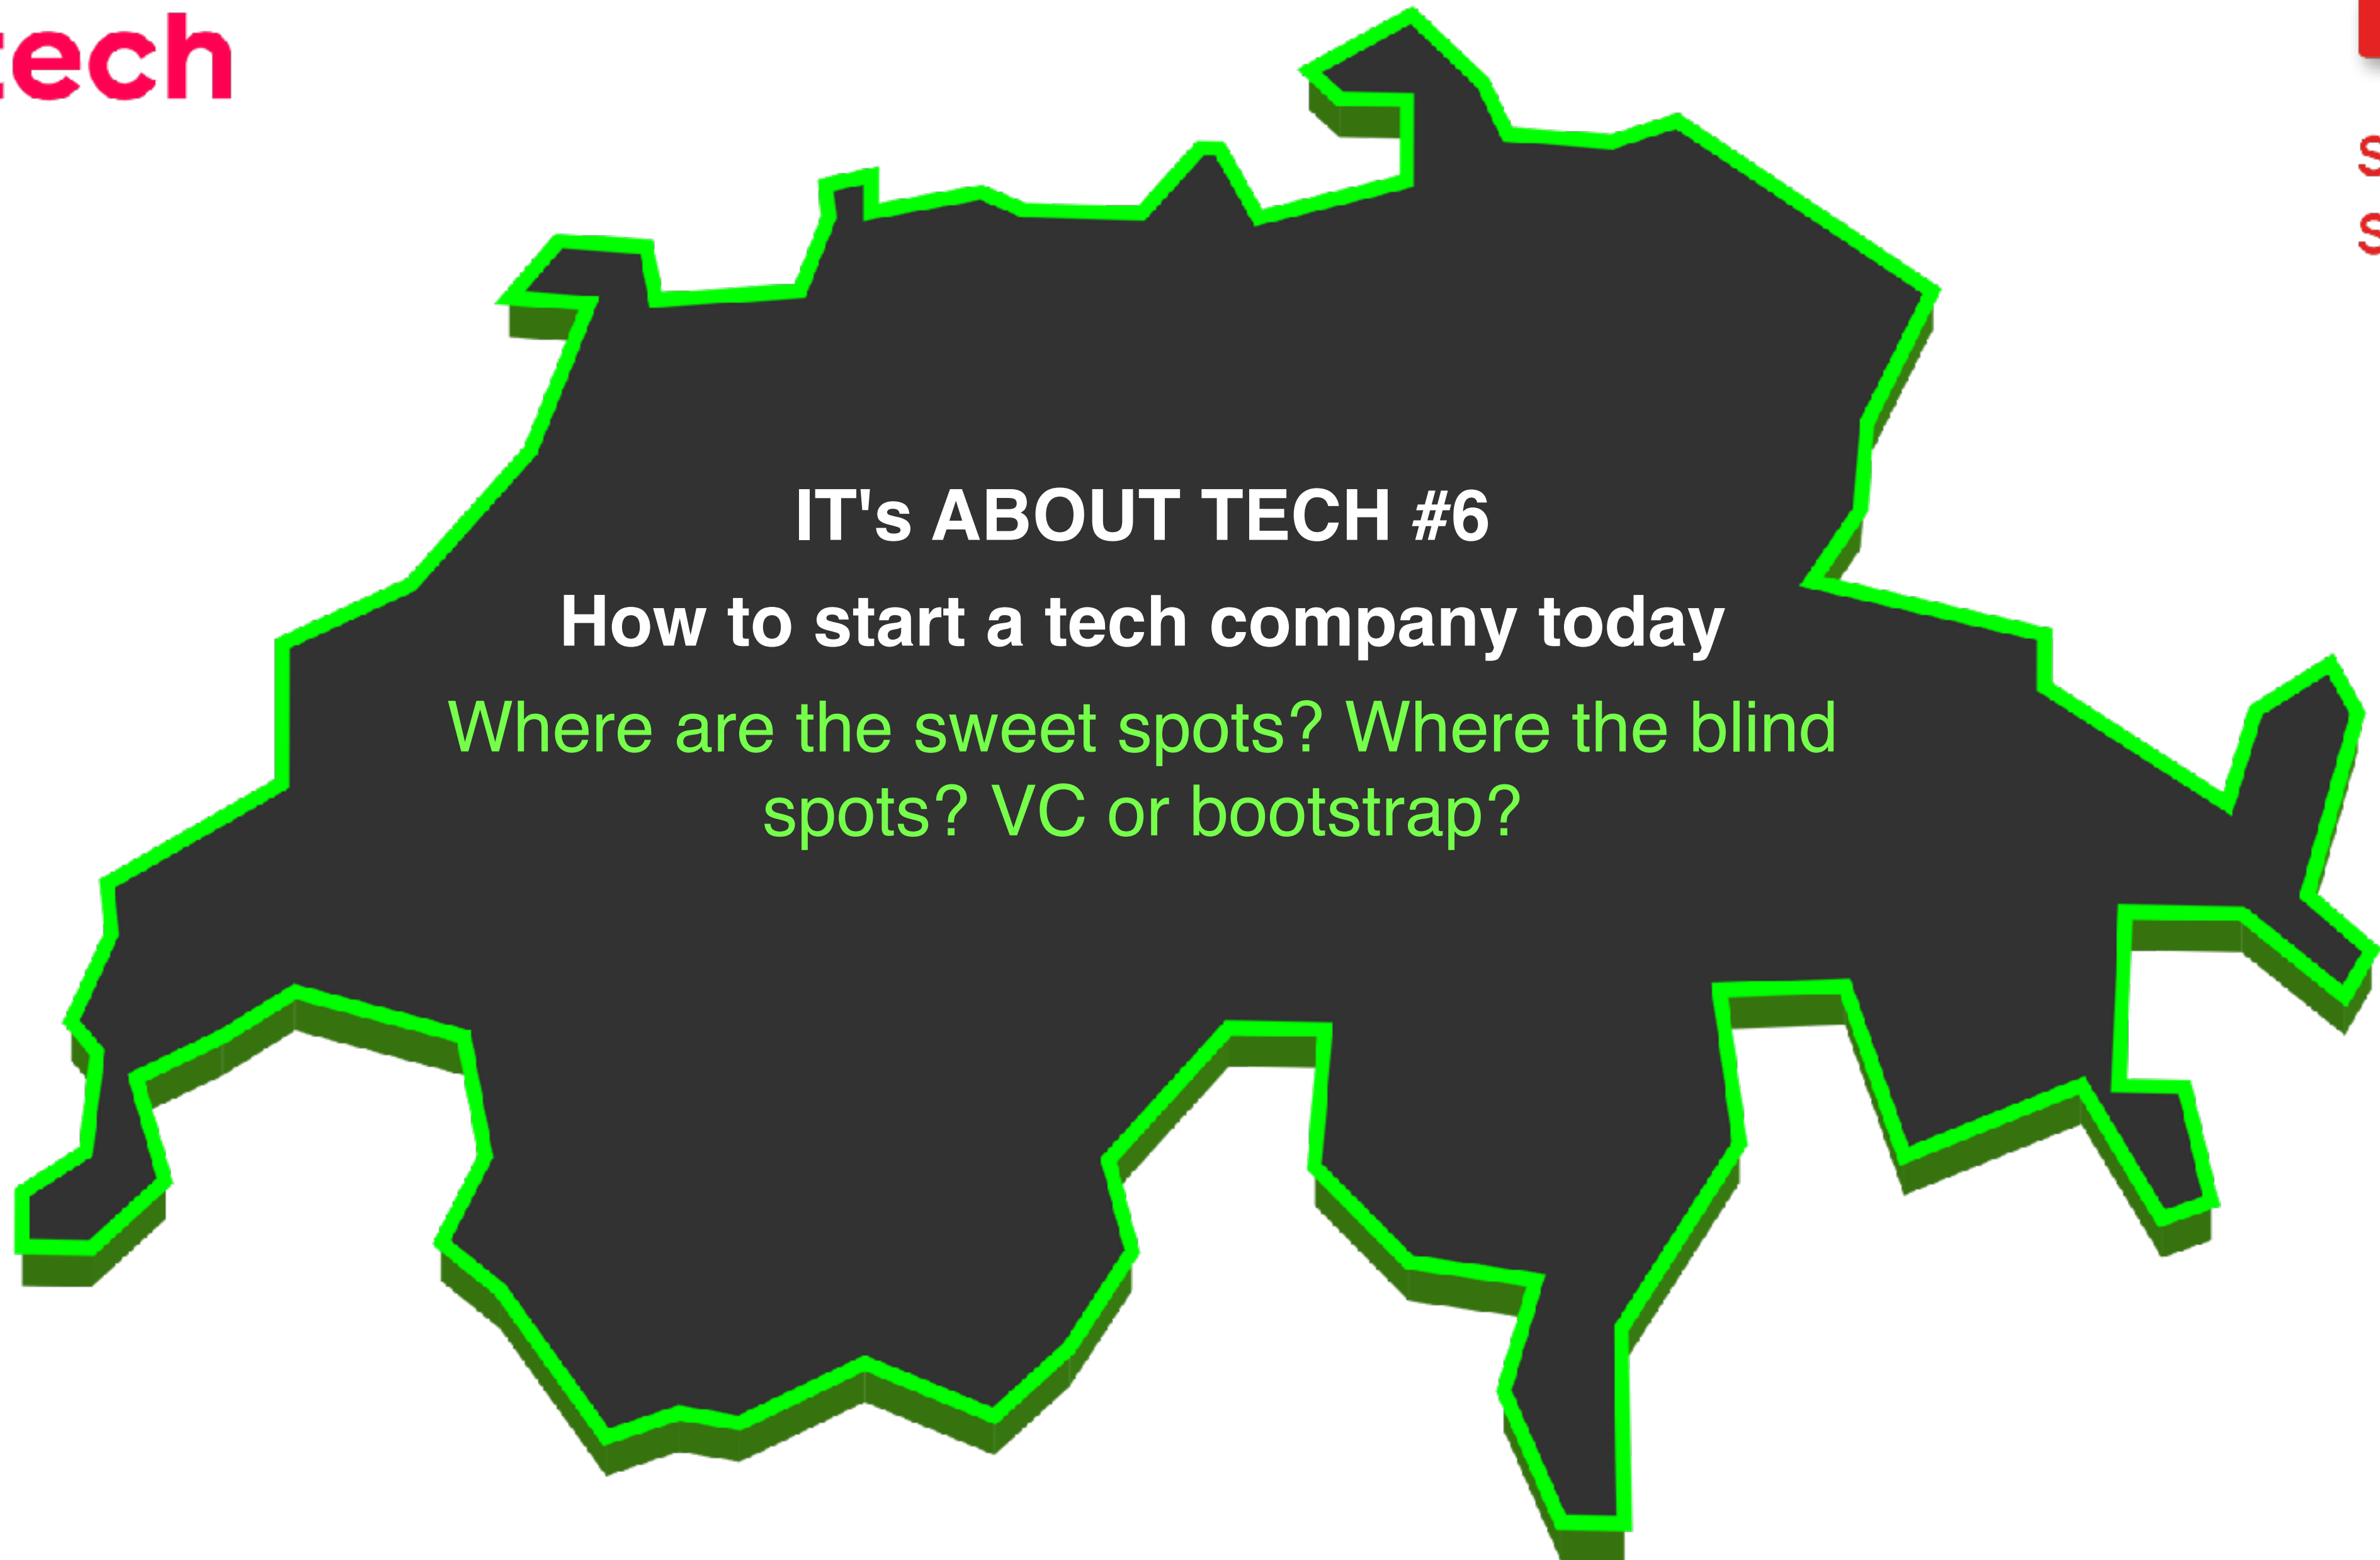 tech
IT's ABOUT TECH #6
How to start a tech company today
Where are the sweet spots? Where the blind
spots? VC or bootstrap?